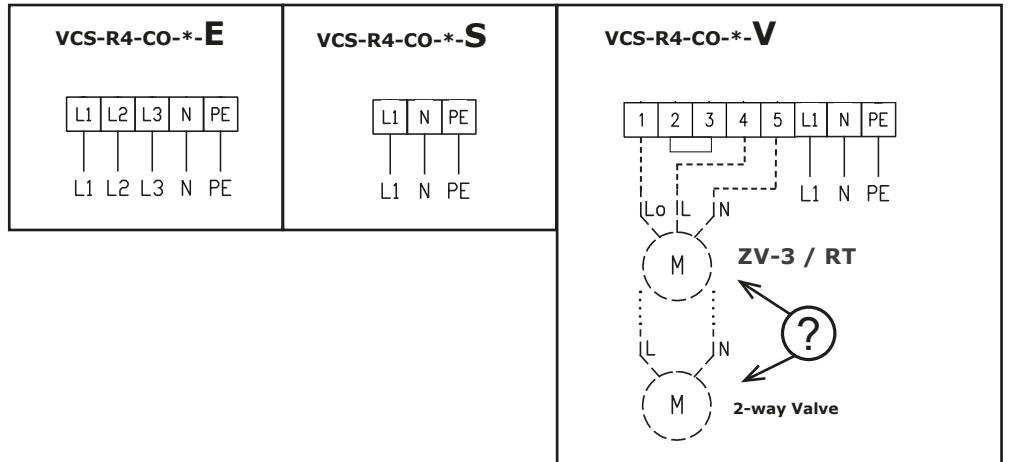 VCS-R4-CO-*-E
L1 L2 L3 N PE
L1 L2 L3 N PE
VCS-R4-CO-*-S
L1 N PE
L1 N PE
VCS-R4-CO-*-V
1 2 3 4 5 L1 N PE
L1 N PE
Lo L N
M
ZV-3 / RT
?
L N
M
2-way Valve